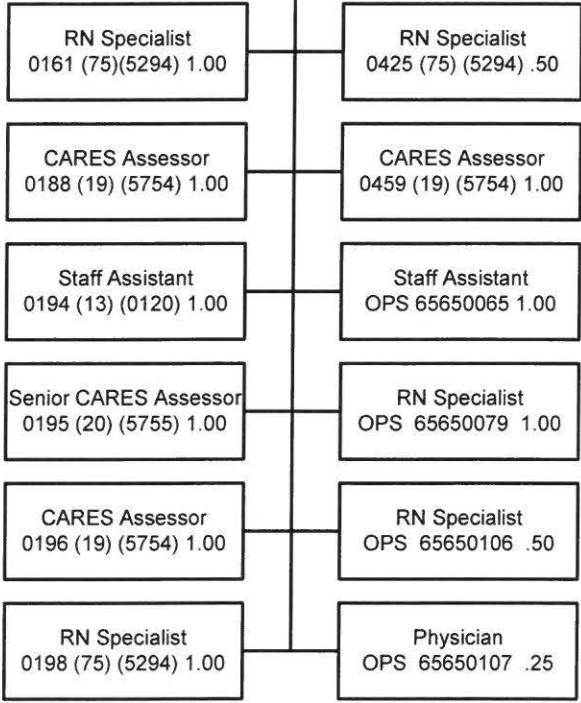 RN Specialist
0161 (75)(5294) 1.00
RN Specialist
0425 (75) (5294) .50
CARES Assessor
0188 (19) (5754) 1.00
CARES Assessor
0459 (19) (5754) 1.00
Staff Assistant
0194 (13) (0120) 1.00
Staff Assistant
OPS 65650065 1.00
Senior CARES Assessor
0195 (20) (5755) 1.00
RN Specialist
OPS 65650079 1.00
CARES Assessor
0196 (19) (5754) 1.00
RN Specialist
OPS 65650106 .50
RN Specialist
0198 (75) (5294) 1.00
Physician
OPS 65650107 .25